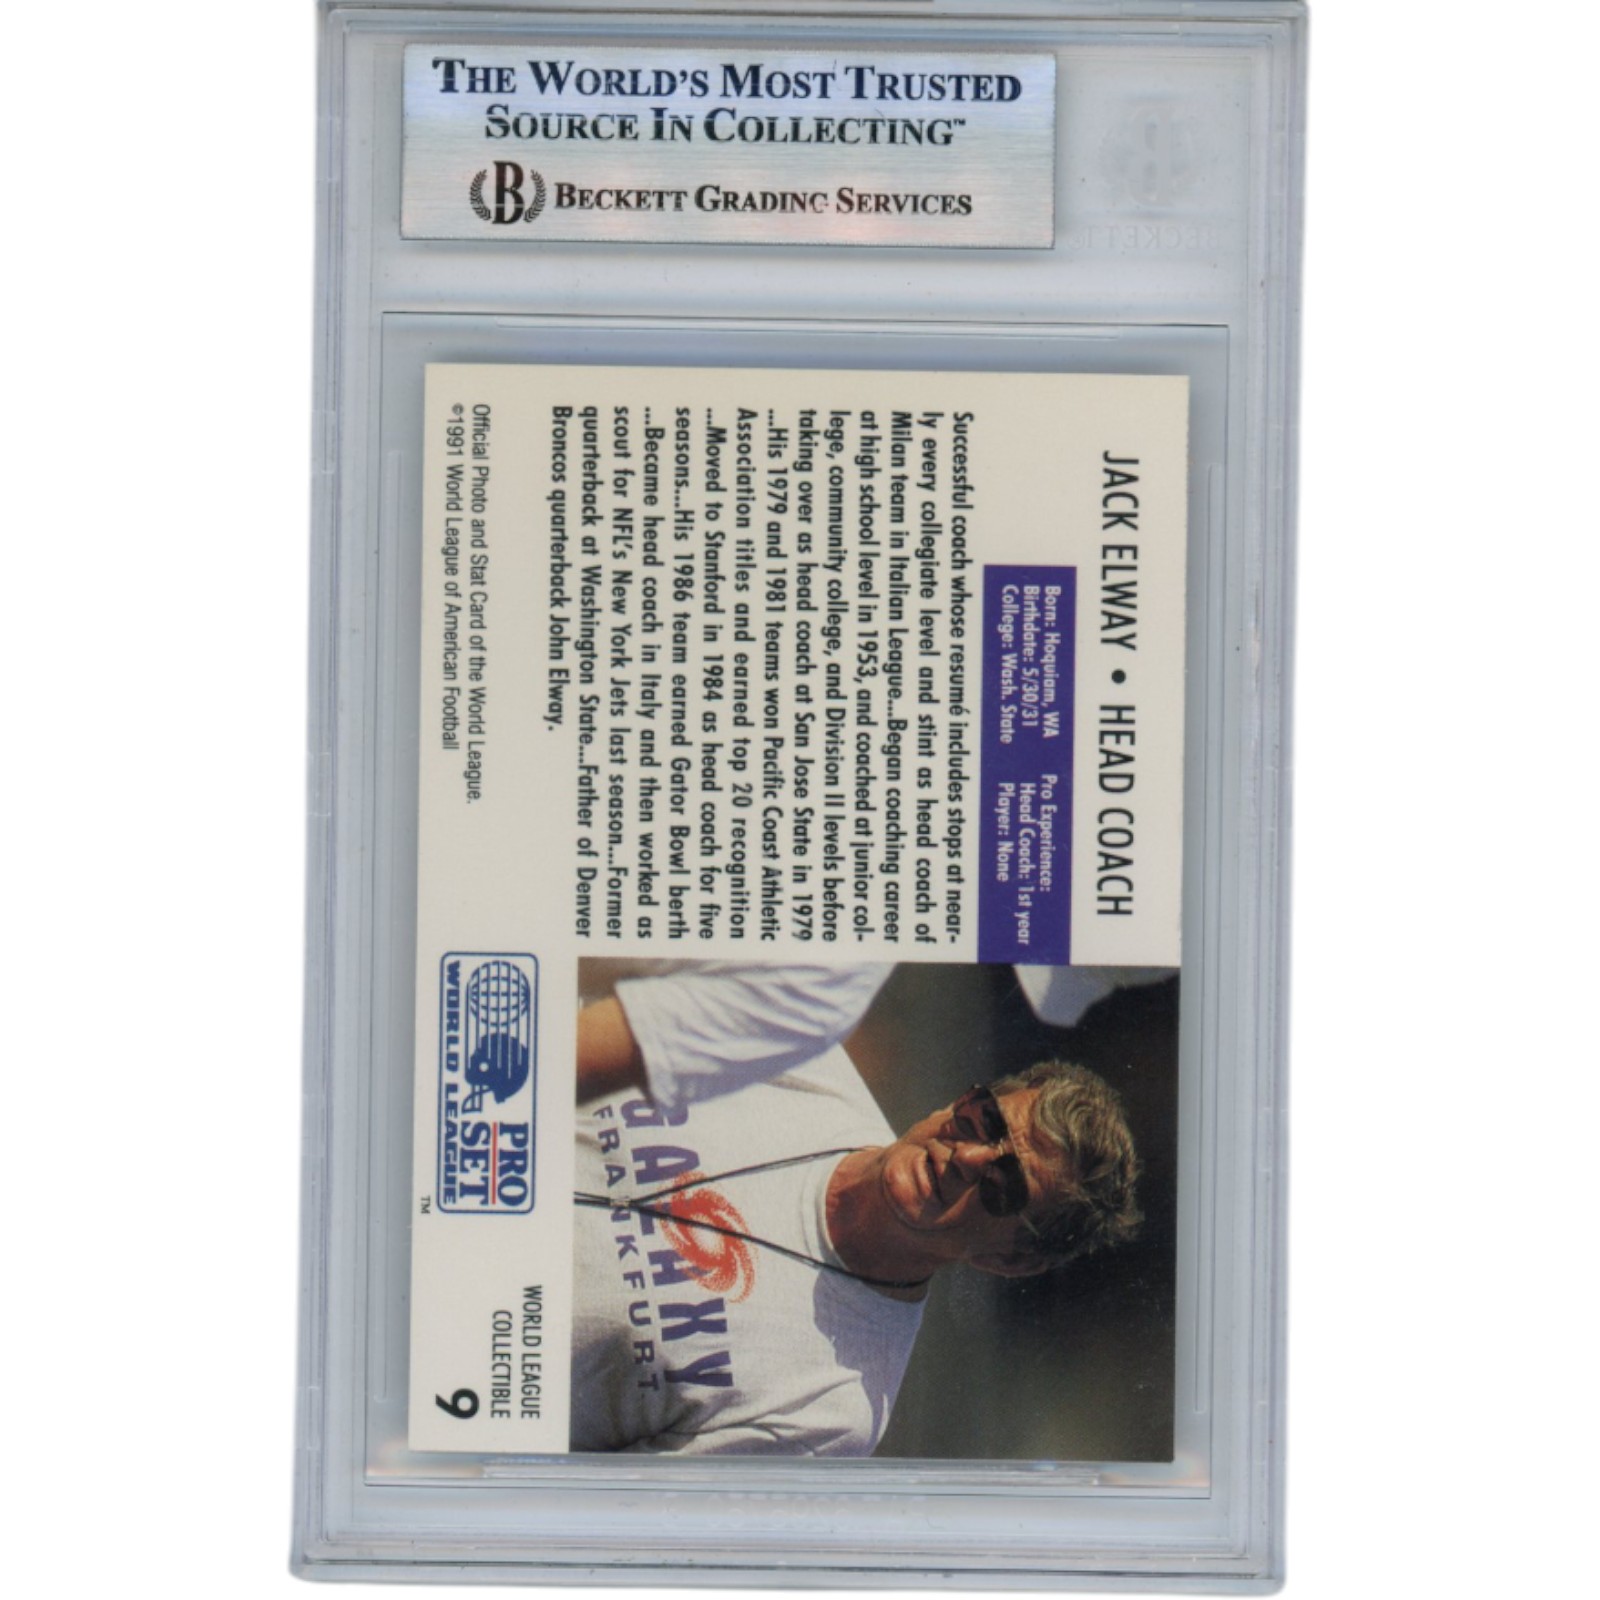 THE WORLD'S MOST TRUSTED
SOURCE IN COLLECTING™
B BECKETT GRADING SERVICES
BECKETT
JACK ELWAY • HEAD COACH
Born: Hoquiam, WA
Birthdate: 5/30/31
College: Wash. State
Pro Experience:
Head Coach: 1st year
Player: None
Successful coach whose resumé includes stops at near-
ly every collegiate level and stint as head coach of
Milan team in Italian League....Began coaching career
at high school level in 1953, and coached at junior col-
lege, community college, and Division II levels before
taking over as head coach at San Jose State in 1979
....His 1979 and 1981 teams won Pacific Coast Athletic
Association titles and earned top 20 recognition
....Moved to Stanford in 1984 as head coach for five
seasons....His 1986 team earned Gator Bowl berth
....Became head coach in Italy and then worked as
scout for NFL's New York Jets last season....Former
quarterback at Washington State....Father of Denver
Broncos quarterback John Elway.
GALAXY
FRANKFURT
Official Photo and Stat Card of the World League.
©1991 World League of American Football
PRO
SET
WORLD LEAGUE
™
WORLD LEAGUE
COLLECTIBLE
9